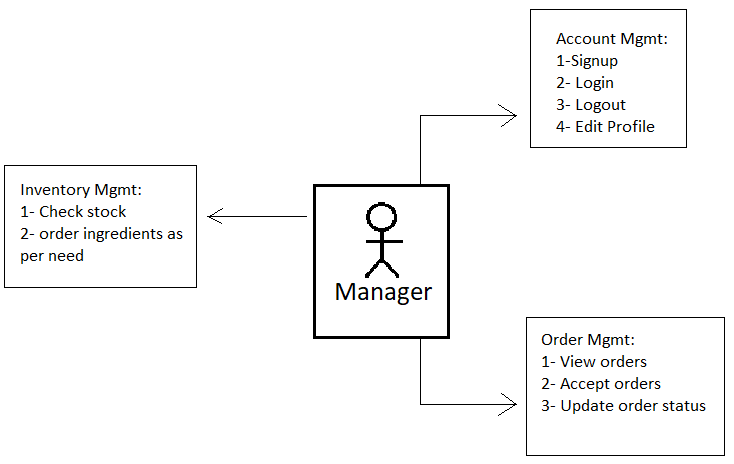 Account Mgmt:
1-Signup
2- Login
3- Logout
4- Edit Profile
Inventory Mgmt:
1- Check stock
2- order ingredients as
per need
Manager
Order Mgmt:
1- View orders
2- Accept orders
3- Update order status